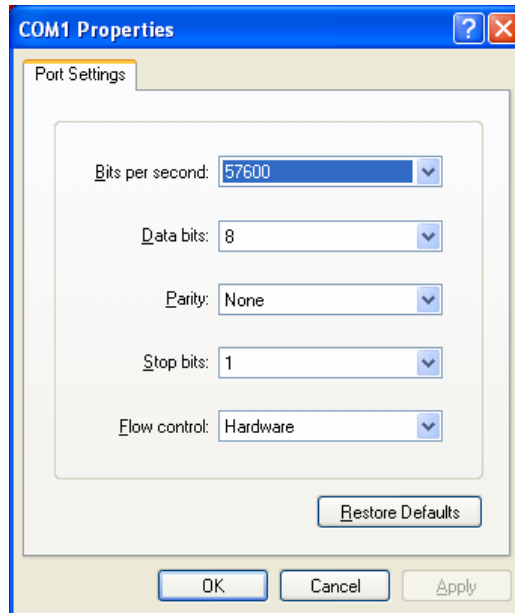 COM1 Properties
Port Settings
Bits per second: 57600
Data bits: 8
Parity: None
Stop bits: 1
Flow control: Hardware
Restore Defaults
OK Cancel Apply